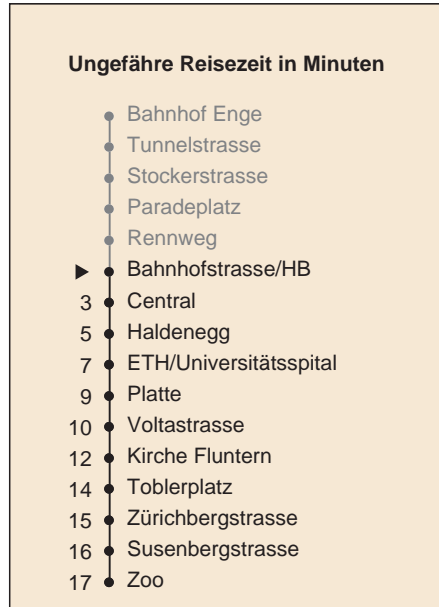 Ungefähre Reisezeit in Minuten
Bahnhof Enge
Tunnelstrasse
Stockerstrasse
Paradeplatz
Rennweg
Bahnhofstrasse/HB
3 Central
5 Haldenegg
7 ETH/Universitätsspital
9 Platte
10 Voltastrasse
12 Kirche Fluntern
14 Toblerplatz
15 Zürichbergstrasse
16 Susenbergstrasse
17 Zoo